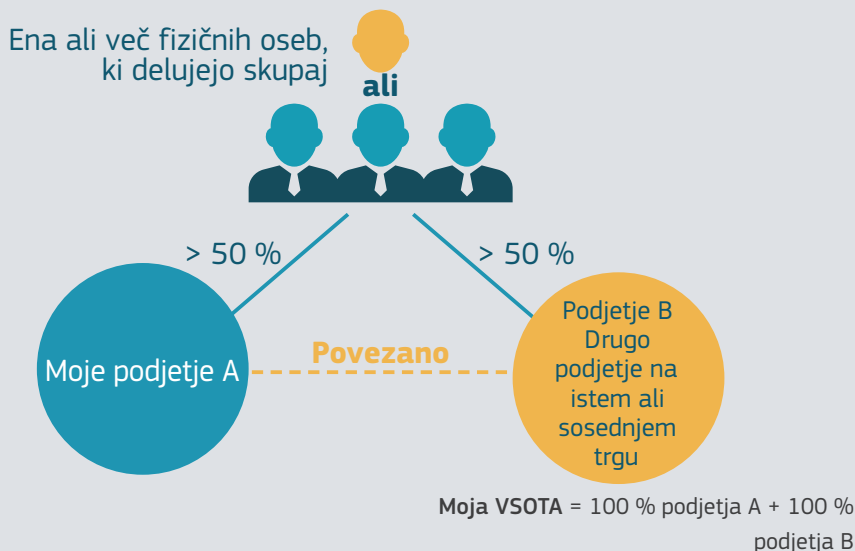 Ena ali več fizičnih oseb,
ki delujejo skupaj
ali
> 50 %
> 50 %
Moje podjetje A
Povezano
Podjetje B
Drugo
podjetje na
istem ali
sosednjem
trgu
Moja VSOTA = 100 % podjetja A + 100 %
podjetja B